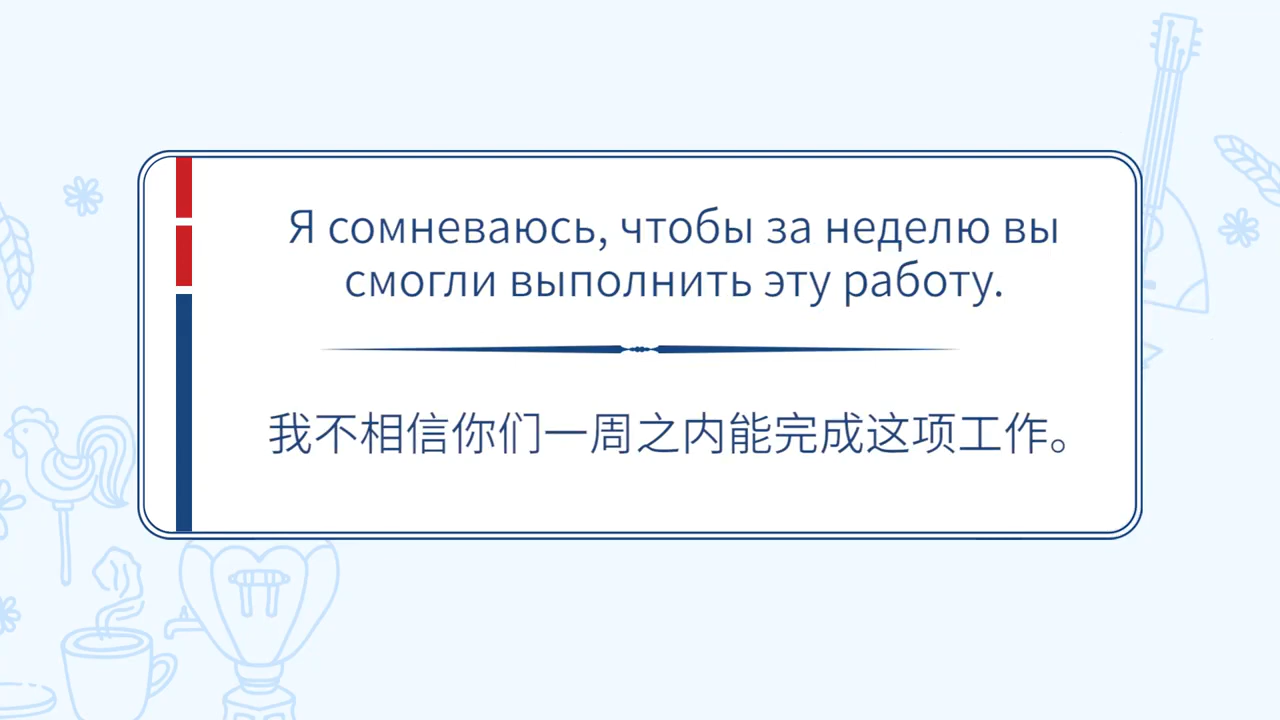 Я сомневаюсь, чтобы за неделю вы
смогли выполнить эту работу.
我不相信你们一周之内能完成这项工作。